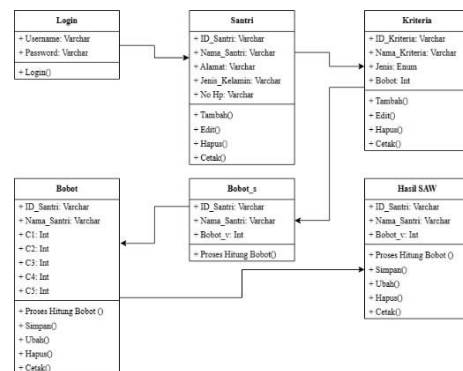 Login
+ Username: Varchar
+ Password: Varchar
+ Login()
Santri
+ ID_Santri: Varchar
+ Nama_Santri: Varchar
+ Alamat: Varchar
+ Jenis_Kelamin: Varchar
+ No Hp: Varchar
+ Tambah()
+ Edit()
+ Hapus()
+ Cetak()
Kriteria
+ ID_Kriteria: Varchar
+ Nama_Kriteria: Varchar
+ Jenis: Enum
+ Bobot: Int
+ Tambah()
+ Edit()
+ Hapus()
+ Cetak()
Bobot
+ ID_Santri: Varchar
+ Nama_Santri: Varchar
+ C1: Int
+ C2: Int
+ C3: Int
+ C4: Int
+ C5: Int
+ Proses Hitung Bobot ()
+ Simpan()
+ Ubah()
+ Hapus()
+ Cetak()
Bobot_s
+ ID_Santri: Varchar
+ Nama_Santri: Varchar
+ Bobot_v: Int
+ Proses Hitung Bobot()
Hasil SAW
+ ID_Santri: Varchar
+ Nama_Santri: Varchar
+ Bobot_v: Int
+ Proses Hitung Bobot ()
+ Simpan()
+ Ubah()
+ Hapus()
+ Cetak()